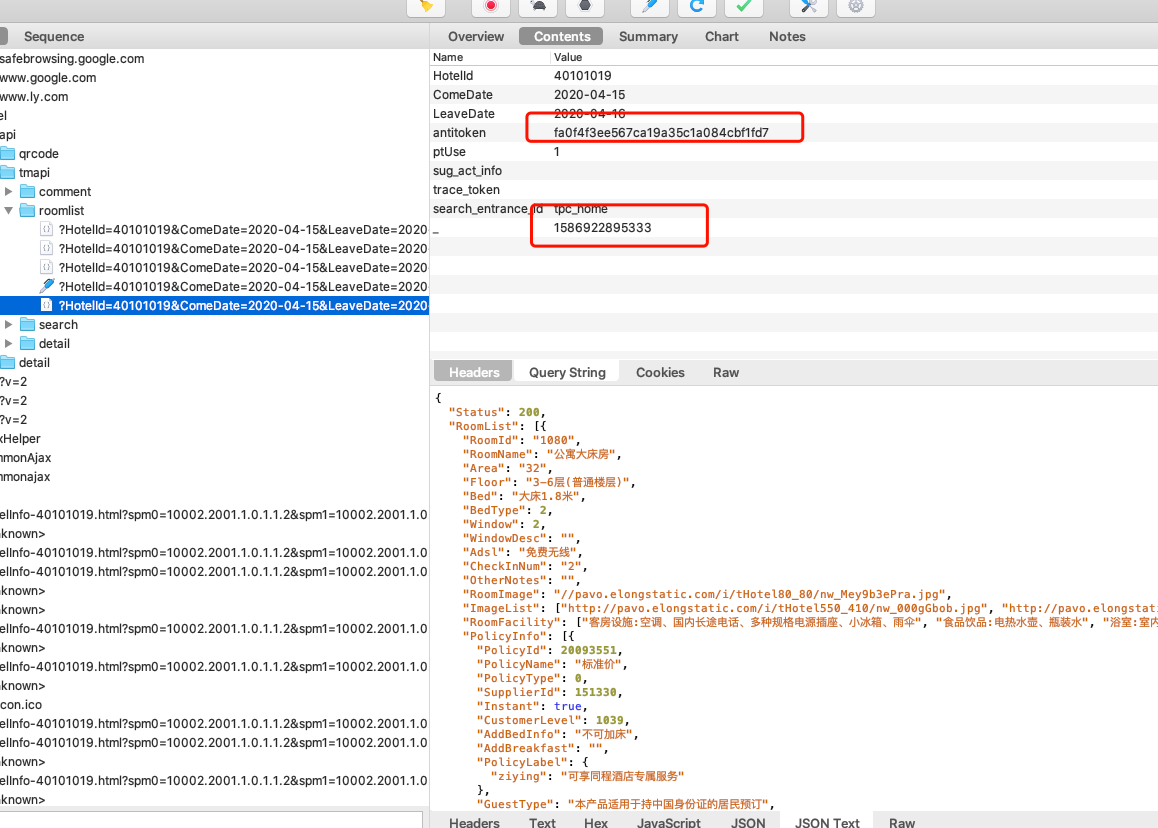 Sequence
safebrowsing.google.com
www.google.com
www.ly.com
el
api
qrcode
tmapi
comment
roomlist
?HotelId=40101019&ComeDate=2020-04-15&LeaveDate=2020
?HotelId=40101019&ComeDate=2020-04-15&LeaveDate=2020
?HotelId=40101019&ComeDate=2020-04-15&LeaveDate=2020
?HotelId=40101019&ComeDate=2020-04-15&LeaveDate=2020
?HotelId=40101019&ComeDate=2020-04-15&LeaveDate=2020
search
detail
detail
?v=2
?v=2
?v=2
xHelper
mmonAjax
mmonajax
elInfo-40101019.html?spm0=10002.2001.1.0.1.1.2&spm1=10002.2001.1.0
known>
elInfo-40101019.html?spm0=10002.2001.1.0.1.1.2&spm1=10002.2001.1.0
elInfo-40101019.html?spm0=10002.2001.1.0.1.1.2&spm1=10002.2001.1.0
known>
known>
elInfo-40101019.html?spm0=10002.2001.1.0.1.1.2&spm1=10002.2001.1.0
known>
elInfo-40101019.html?spm0=10002.2001.1.0.1.1.2&spm1=10002.2001.1.0
known>
con.ico
elInfo-40101019.html?spm0=10002.2001.1.0.1.1.2&spm1=10002.2001.1.0
elInfo-40101019.html?spm0=10002.2001.1.0.1.1.2&spm1=10002.2001.1.0
known>
elInfo-40101019.html?spm0=10002.2001.1.0.1.1.2&spm1=10002.2001.1.0
known>
Overview Contents Summary Chart Notes
Name Value
HotelId 40101019
ComeDate 2020-04-15
LeaveDate 2020-04-16
antitoken fa0f4f3ee567ca19a35c1a084cbf1fd7
ptUse 1
sug_act_info
trace_token
search_entrance_id tpc_home
_ 1586922895333
Headers Query String Cookies Raw
{
"Status": 200,
"RoomList": [{
"RoomId": "1080",
"RoomName": "公寓大床房",
"Area": "32",
"Floor": "3-6层(普通楼层)",
"Bed": "大床1.8米",
"BedType": 2,
"Window": 2,
"WindowDesc": "",
"Adsl": "免费无线",
"CheckInNum": "2",
"OtherNotes": "",
"RoomImage": "//pavo.elongstatic.com/i/tHotel80_80/nw_Mey9b3ePra.jpg",
"ImageList": ["http://pavo.elongstatic.com/i/tHotel550_410/nw_000gGbob.jpg", "http://pavo.elongsta
"RoomFacility": ["客房设施:空调、国内长途电话、多种规格电源插座、小冰箱、雨伞", "食品饮品:电热水壶、瓶装水", "浴室:室内
"PolicyInfo": [{
"PolicyId": 20093551,
"PolicyName": "标准价",
"PolicyType": 0,
"SupplierId": 151330,
"Instant": true,
"CustomerLevel": 1039,
"AddBedInfo": "不可加床",
"AddBreakfast": "",
"PolicyLabel": {
"ziying": "可享同程酒店专属服务"
},
"GuestType": "本产品适用于持中国身份证的居民预订",
Headers Text Hex JavaScript JSON JSON Text Raw